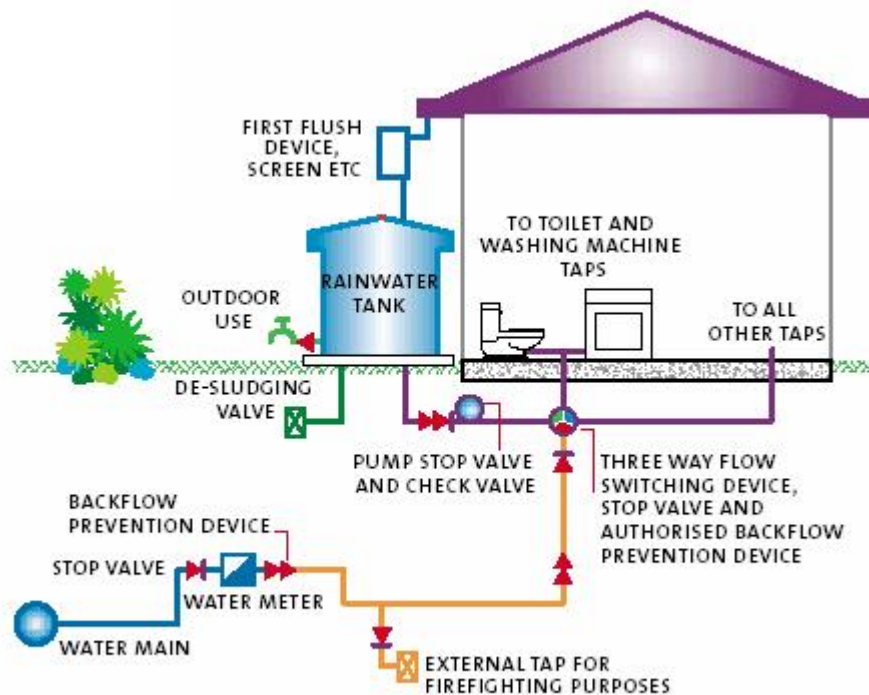 FIRST FLUSH
DEVICE,
SCREEN ETC
TO TOILET AND
WASHING MACHINE
TAPS
RAINWATER
TANK
OUTDOOR
USE
TO ALL
OTHER TAPS
DE-SLUDGING
VALVE
PUMP STOP VALVE
AND CHECK VALVE
THREE WAY FLOW
SWITCHING DEVICE,
STOP VALVE AND
AUTHORISED BACKFLOW
PREVENTION DEVICE
BACKFLOW
PREVENTION DEVICE
STOP VALVE
WATER METER
WATER MAIN
EXTERNAL TAP FOR
FIREFIGHTING PURPOSES